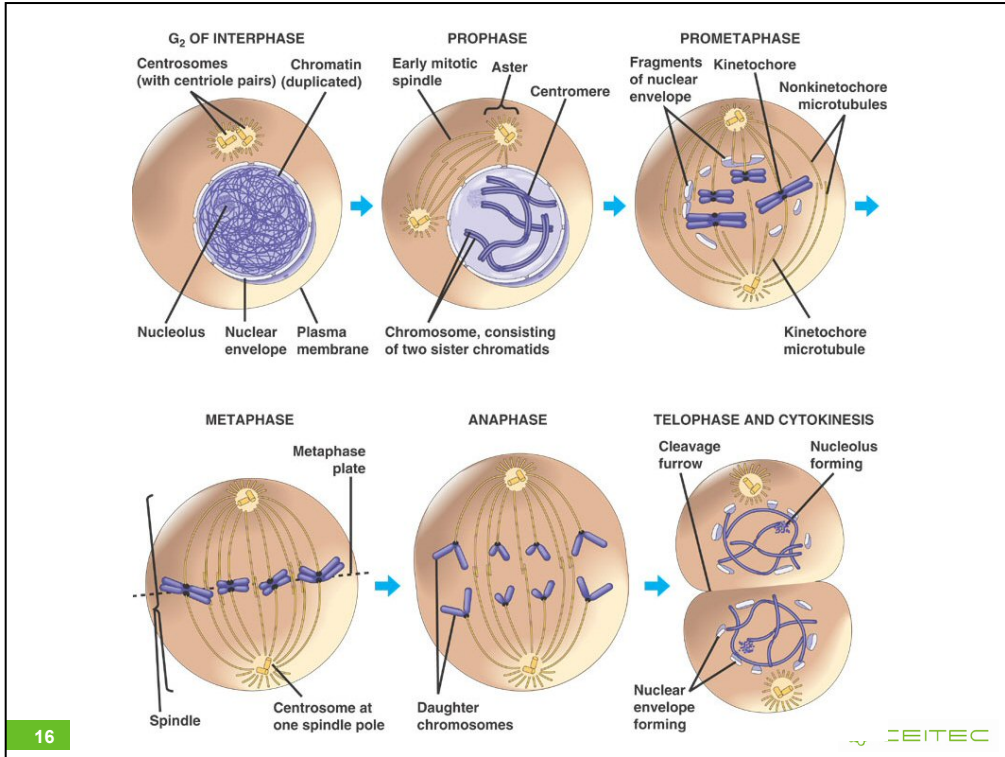 G₂ OF INTERPHASE
Centrosomes
(with centriole pairs)
Chromatin
(duplicated)
Nucleolus
Nuclear
envelope
Plasma
membrane
PROPHASE
Early mitotic
spindle
Aster
Centromere
Chromosome, consisting
of two sister chromatids
PROMETAPHASE
Fragments
of nuclear
envelope
Kinetochore
Nonkinetochore
microtubules
Kinetochore
microtubule
METAPHASE
Metaphase
plate
Spindle
Centrosome at
one spindle pole
ANAPHASE
Daughter
chromosomes
TELOPHASE AND CYTOKINESIS
Cleavage
furrow
Nucleolus
forming
Nuclear
envelope
forming
16
CEITEC